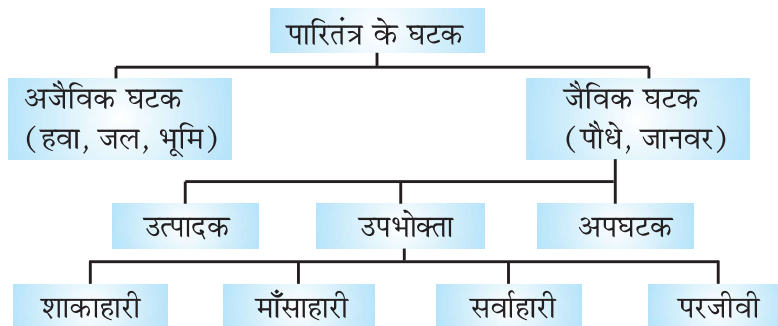 पारितंत्र के घटक
अजैविक घटक
(हवा, जल, भूमि)
जैविक घटक
(पौधे, जानवर)
उत्पादक
उपभोक्ता
अपघटक
शाकाहारी
माँसाहारी
सर्वाहारी
परजीवी